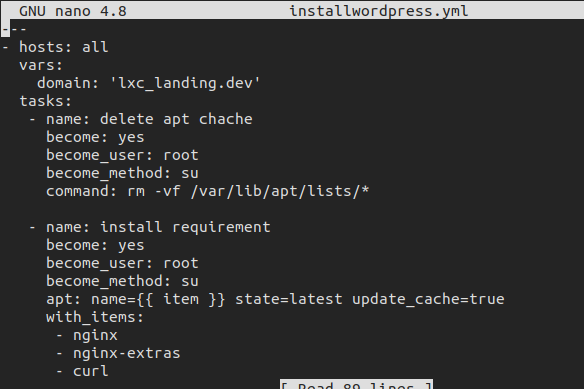 GNU nano 4.8 installwordpress.yml
---
- hosts: all
  vars:
    domain: 'lxc_landing.dev'
  tasks:
   - name: delete apt chache
     become: yes
     become_user: root
     become_method: su
     command: rm -vf /var/lib/apt/lists/*

   - name: install requirement
     become: yes
     become_user: root
     become_method: su
     apt: name={{ item }} state=latest update_cache=true
     with_items:
      - nginx
      - nginx-extras
      - curl
[ Read 89 lines ]